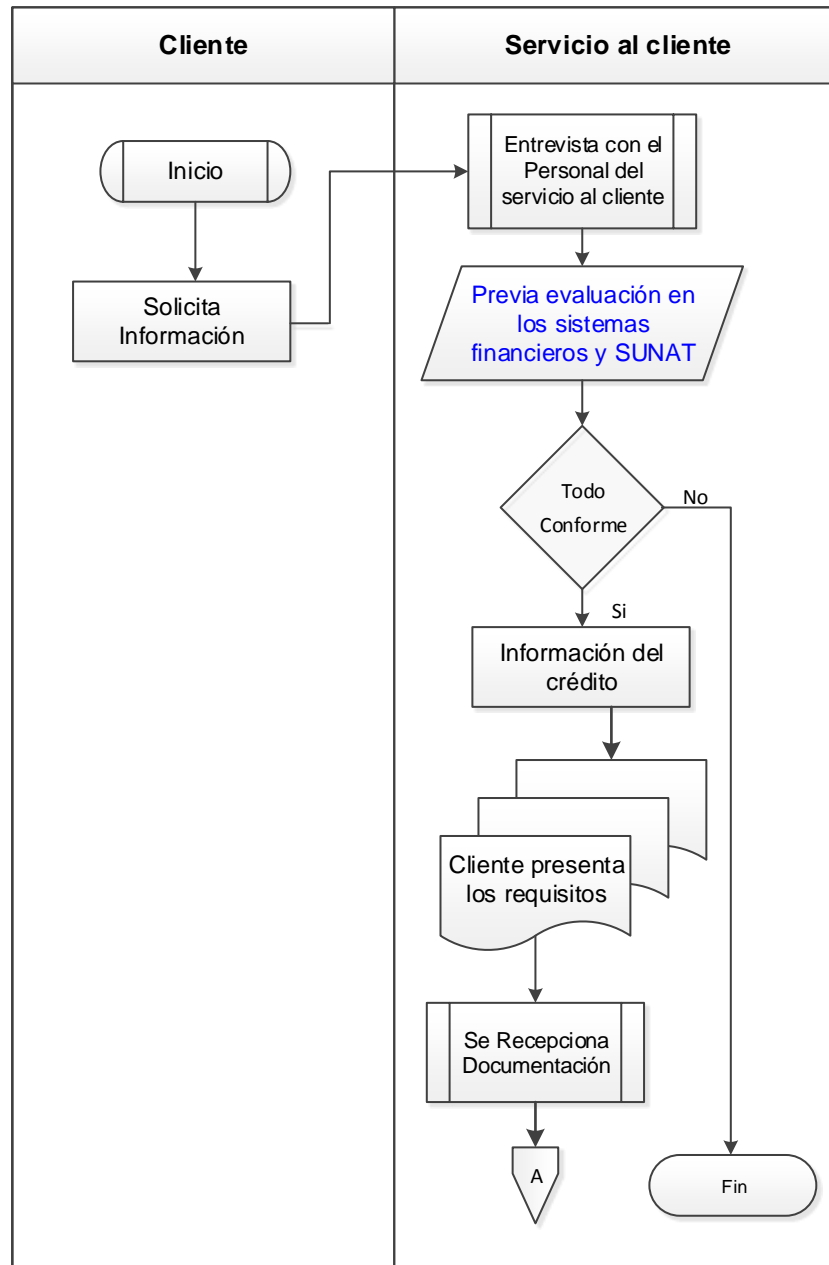 Cliente
Servicio al cliente
Inicio
Solicita
Información
Entrevista con el
Personal del
servicio al cliente
Previa evaluación en
los sistemas
financieros y SUNAT
Todo
Conforme
No
Si
Información del
crédito
Cliente presenta
los requisitos
Se Recepciona
Documentación
A
Fin